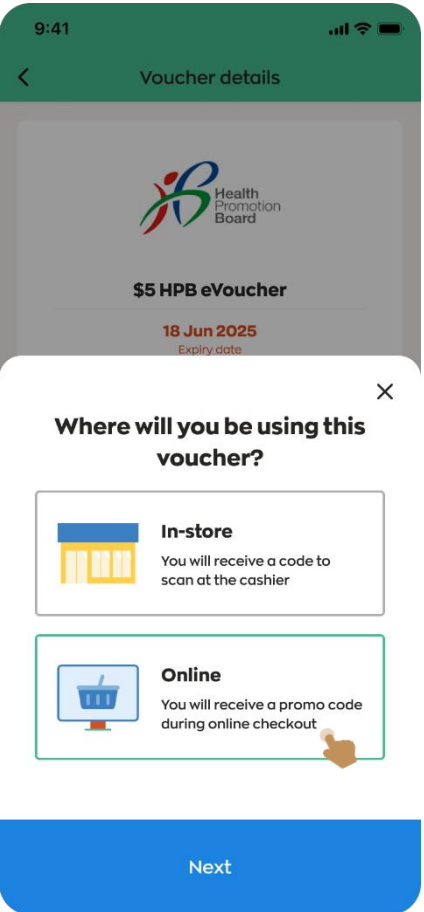 9:41
Voucher details
Health
Promotion
Board
$5 HPB eVoucher
18 Jun 2025
Expiry date
Where will you be using this
voucher?
In-store
You will receive a code to
scan at the cashier
Online
You will receive a promo code
during online checkout
Next